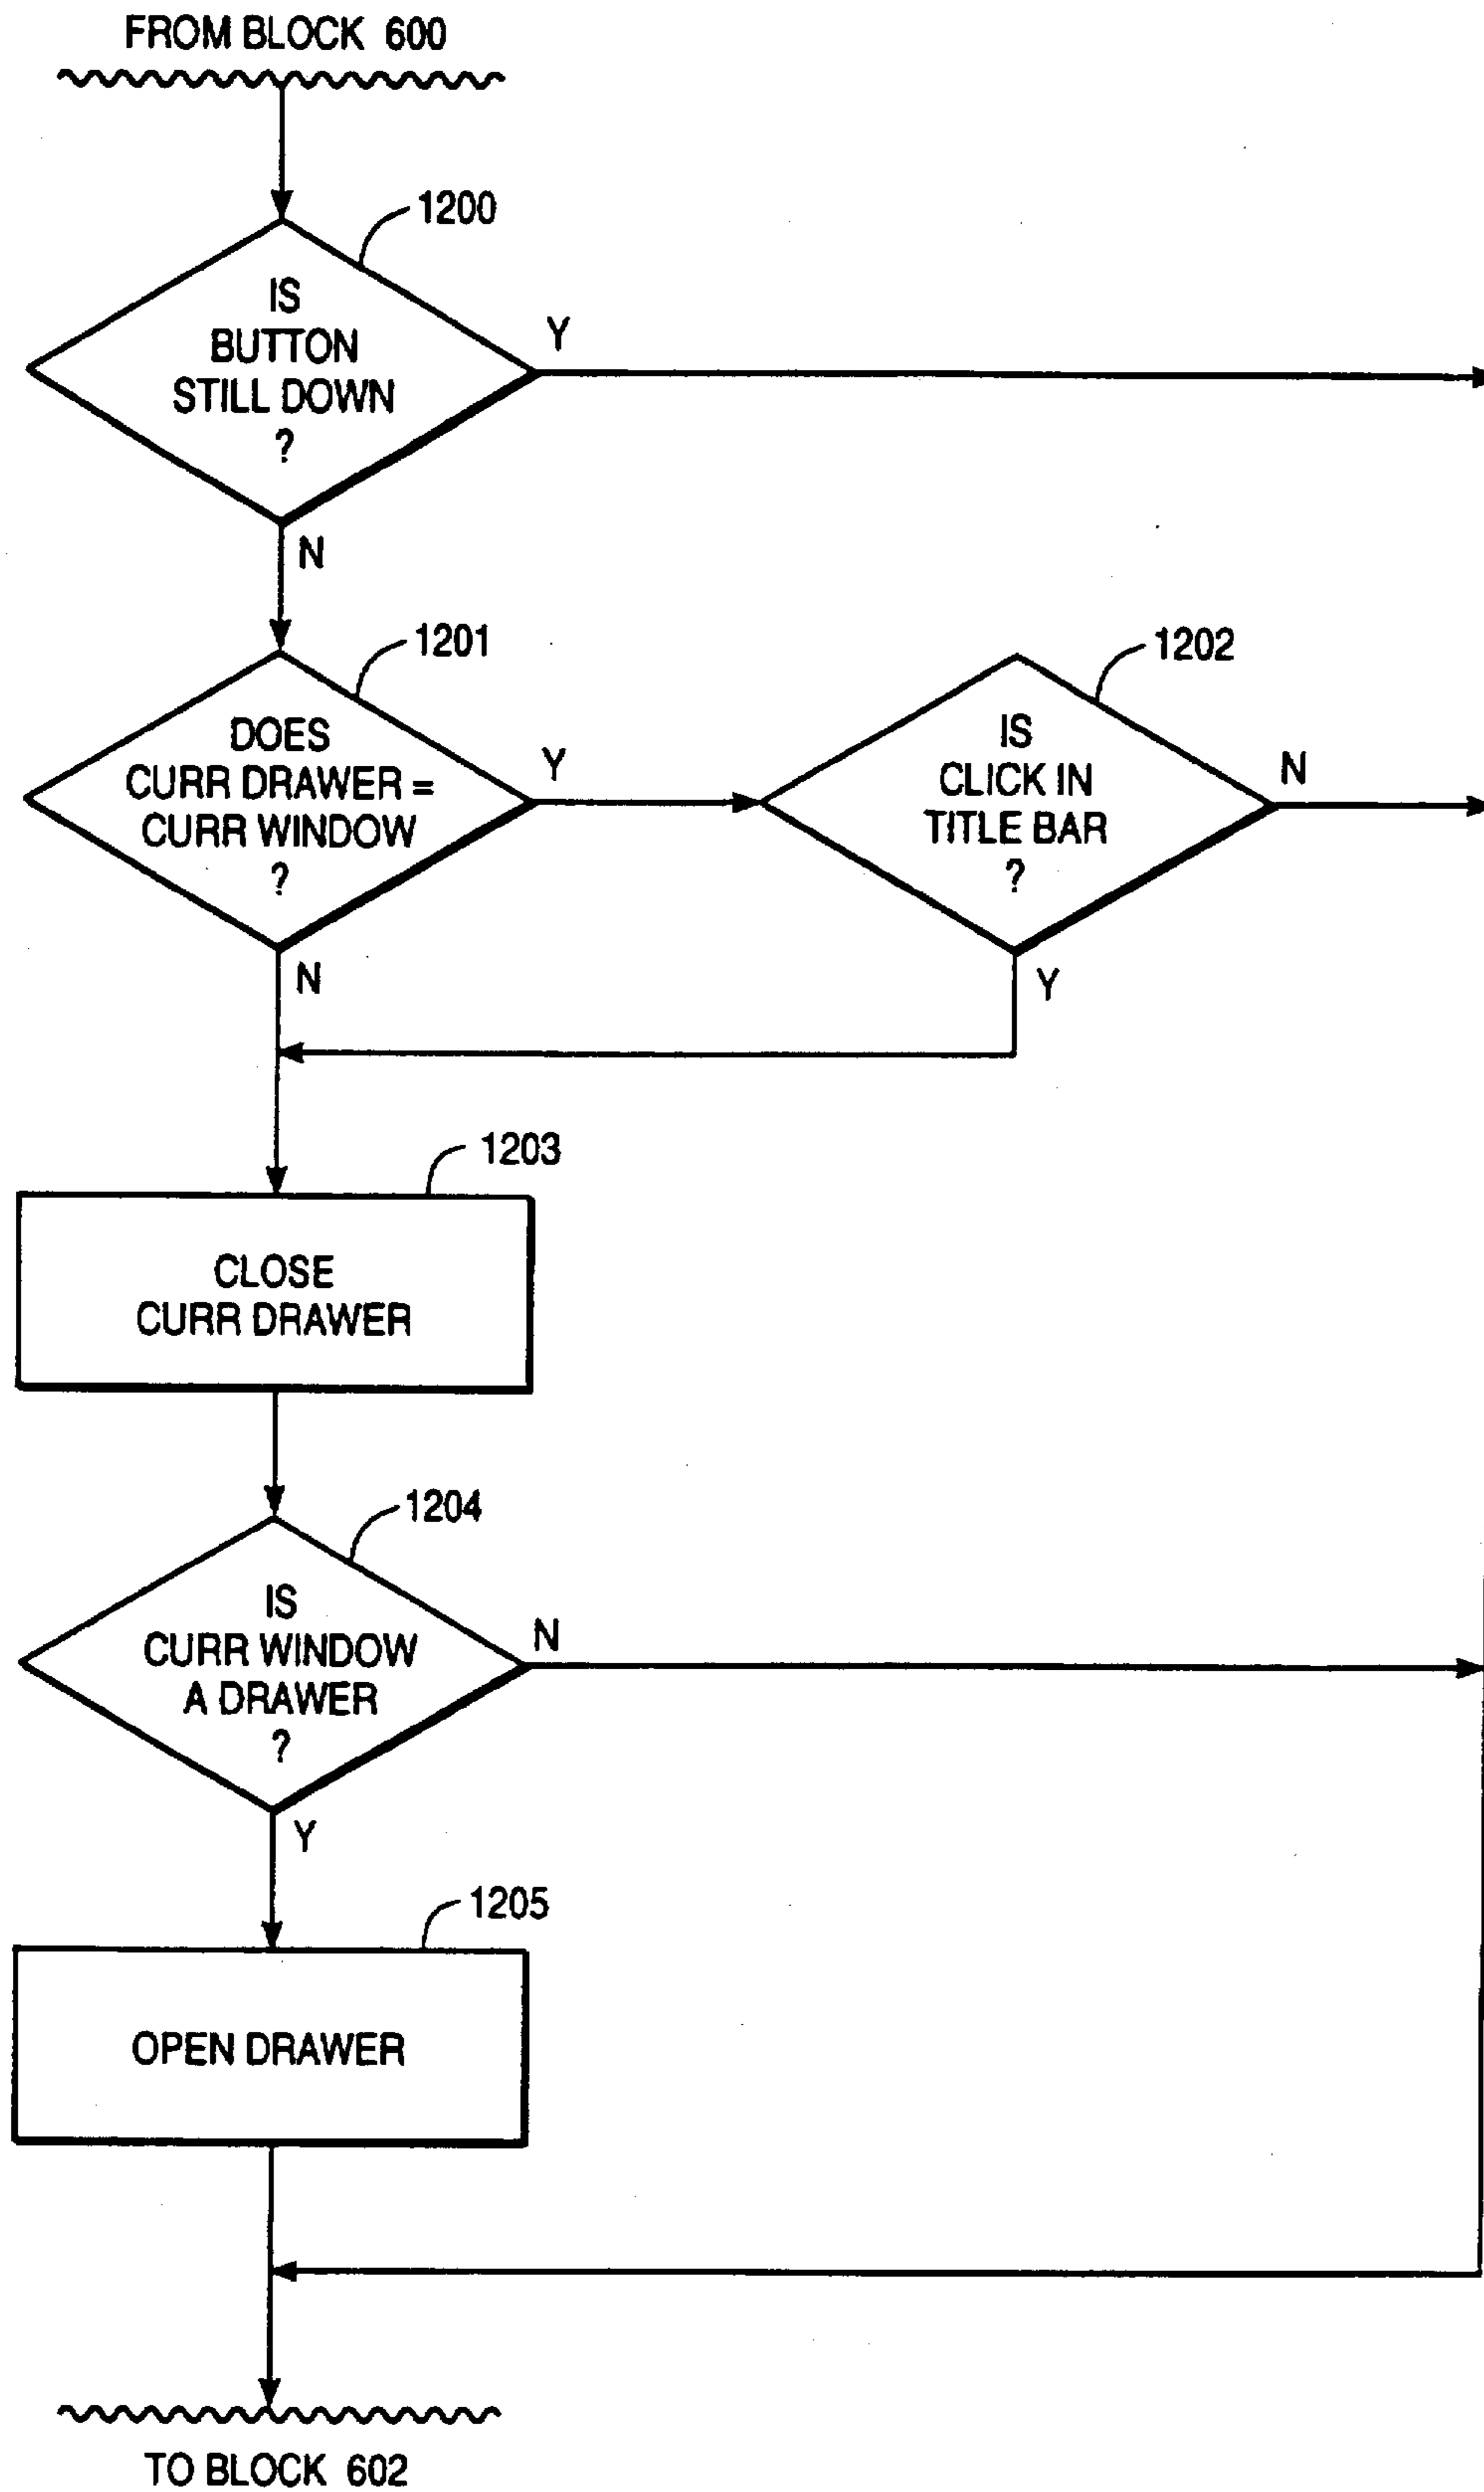 FROM BLOCK 600
1200
IS
BUTTON
STILL DOWN
?
Y
N
1201
DOES
CURR DRAWER =
CURR WINDOW
?
Y
N
1202
IS
CLICK IN
TITLE BAR
?
N
Y
1203
CLOSE
CURR DRAWER
1204
IS
CURR WINDOW
A DRAWER
?
N
Y
1205
OPEN DRAWER
TO BLOCK 602